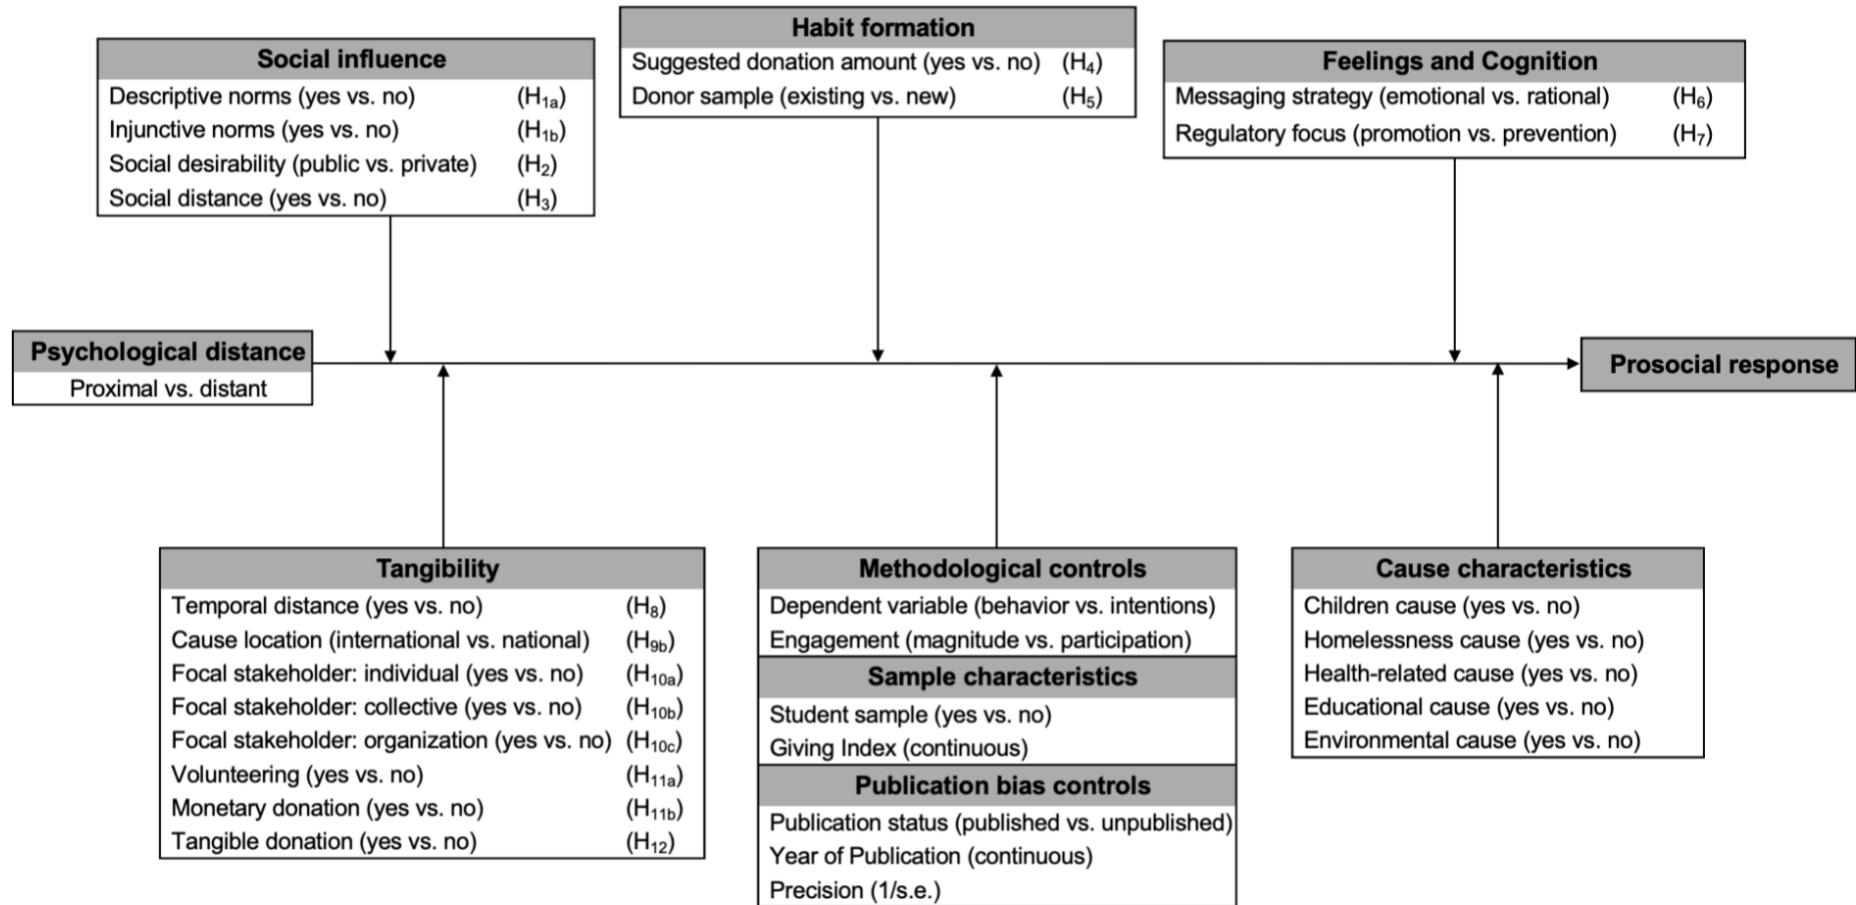 Habit formation
Suggested donation amount (yes vs. no) (H4)
Donor sample (existing vs. new) (H5)
Social influence
Descriptive norms (yes vs. no) (H1a)
Injunctive norms (yes vs. no) (H1b)
Social desirability (public vs. private) (H2)
Social distance (yes vs. no) (H3)
Feelings and Cognition
Messaging strategy (emotional vs. rational) (H6)
Regulatory focus (promotion vs. prevention) (H7)
Psychological distance
Proximal vs. distant
Prosocial response
Tangibility
Temporal distance (yes vs. no) (H8)
Cause location (international vs. national) (H9b)
Focal stakeholder: individual (yes vs. no) (H10a)
Focal stakeholder: collective (yes vs. no) (H10b)
Focal stakeholder: organization (yes vs. no) (H10c)
Volunteering (yes vs. no) (H11a)
Monetary donation (yes vs. no) (H11b)
Tangible donation (yes vs. no) (H12)
Methodological controls
Dependent variable (behavior vs. intentions)
Engagement (magnitude vs. participation)
Sample characteristics
Student sample (yes vs. no)
Giving Index (continuous)
Publication bias controls
Publication status (published vs. unpublished)
Year of Publication (continuous)
Precision (1/s.e.)
Cause characteristics
Children cause (yes vs. no)
Homelessness cause (yes vs. no)
Health-related cause (yes vs. no)
Educational cause (yes vs. no)
Environmental cause (yes vs. no)